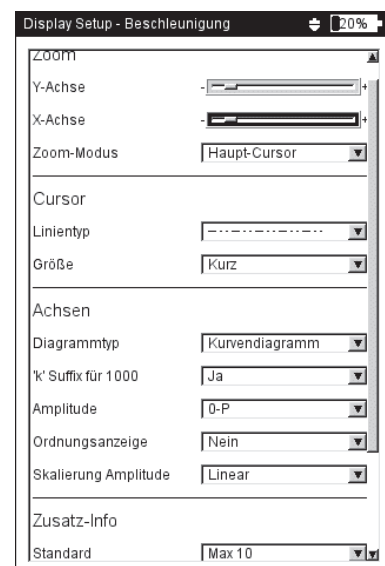 Display Setup - Beschleunigung 20%
Zoom
Y-Achse - +
X-Achse - +
Zoom-Modus Haupt-Cursor
Cursor
Linientyp
Größe Kurz
Achsen
Diagrammtyp Kurvendiagramm
'k' Suffix für 1000 Ja
Amplitude 0-P
Ordnungsanzeige Nein
Skalierung Amplitude Linear
Zusatz-Info
Standard Max 10